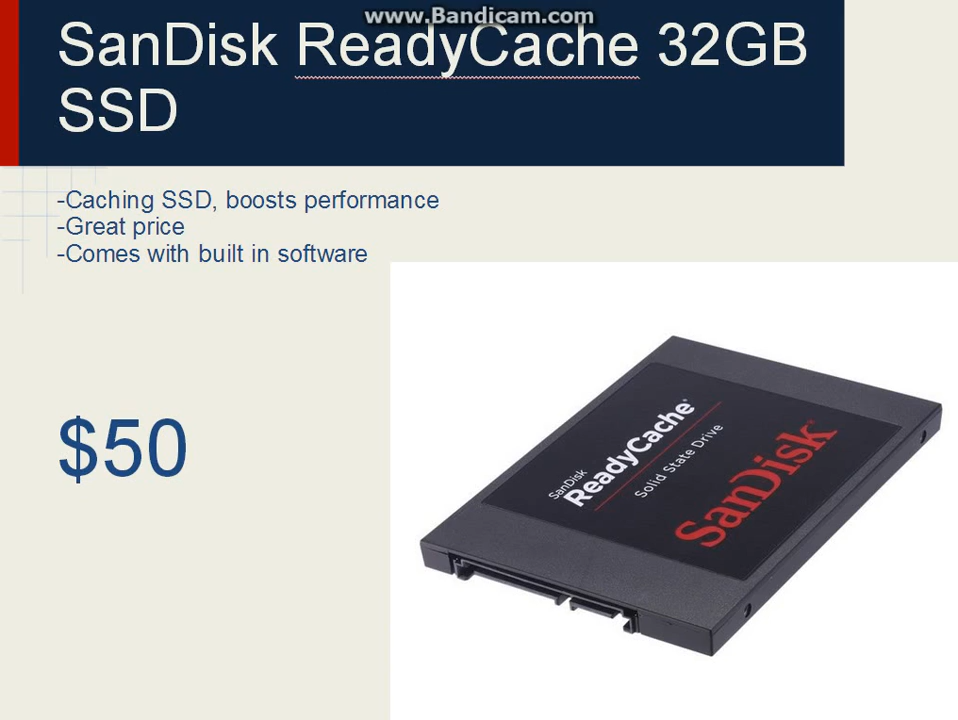 www.Bandicam.com
SanDisk ReadyCache 32GB
SSD
-Caching SSD, boosts performance
-Great price
-Comes with built in software
$50
SanDisk
ReadyCache
Solid State Drive
SanDisk